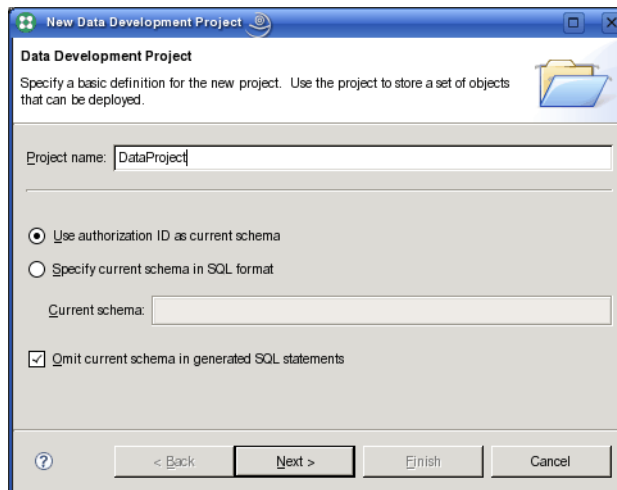 New Data Development Project
Data Development Project
Specify a basic definition for the new project. Use the project to store a set of objects
that can be deployed.
Project name: DataProject
Use authorization ID as current schema
Specify current schema in SQL format
Current schema:
Omit current schema in generated SQL statements
? < Back Next > Finish Cancel